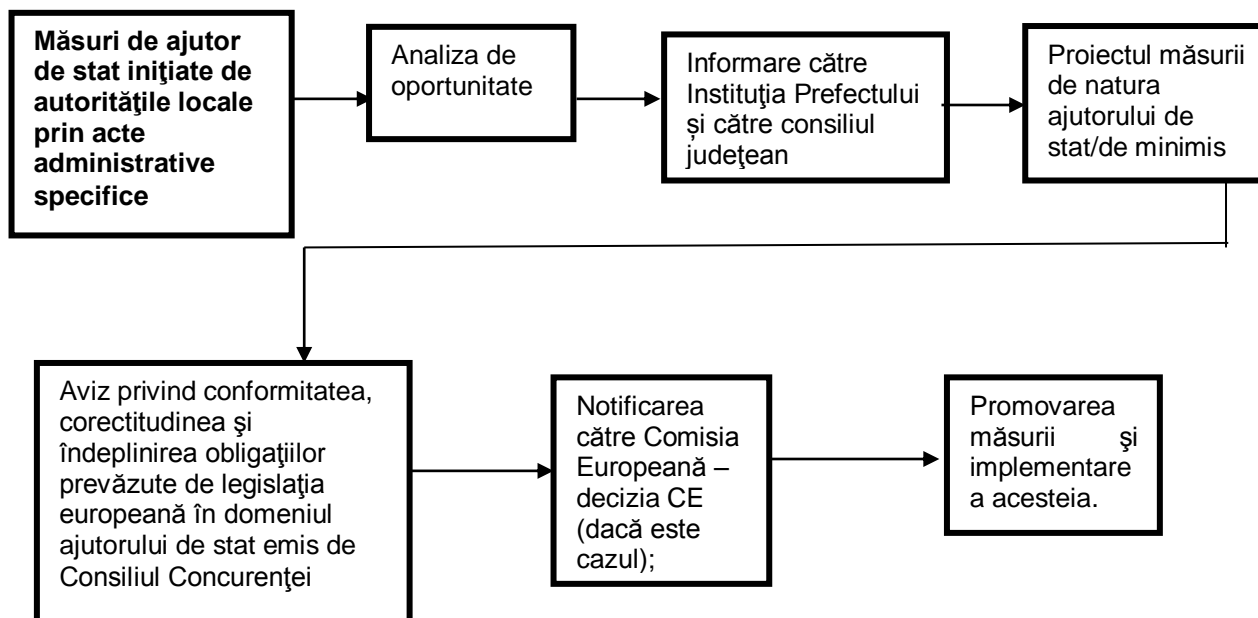 Măsuri de ajutor
de stat iniţiate de
autorităţile locale
prin acte
administrative
specifice
Analiza de
oportunitate
Informare către
Instituţia Prefectului
și către consiliul
judeţean
Proiectul măsurii
de natura
ajutorului de
stat/de minimis
Aviz privind conformitatea,
corectitudinea şi
îndeplinirea obligaţiilor
prevăzute de legislaţia
europeană în domeniul
ajutorului de stat emis de
Consiliul Concurenţei
Notificarea
către Comisia
Europeană –
decizia CE
(dacă este
cazul);
Promovarea
măsurii şi
implementare
a acesteia.